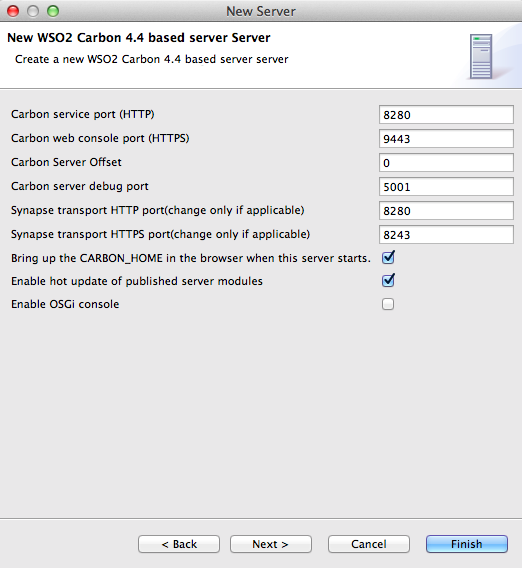 New Server
New WSO2 Carbon 4.4 based server Server
Create a new WSO2 Carbon 4.4 based server server
Carbon service port (HTTP) 8280
Carbon web console port (HTTPS) 9443
Carbon Server Offset 0
Carbon server debug port 5001
Synapse transport HTTP port(change only if applicable) 8280
Synapse transport HTTPS port(change only if applicable) 8243
Bring up the CARBON_HOME in the browser when this server starts.
Enable hot update of published server modules
Enable OSGi console
< Back Next > Cancel Finish